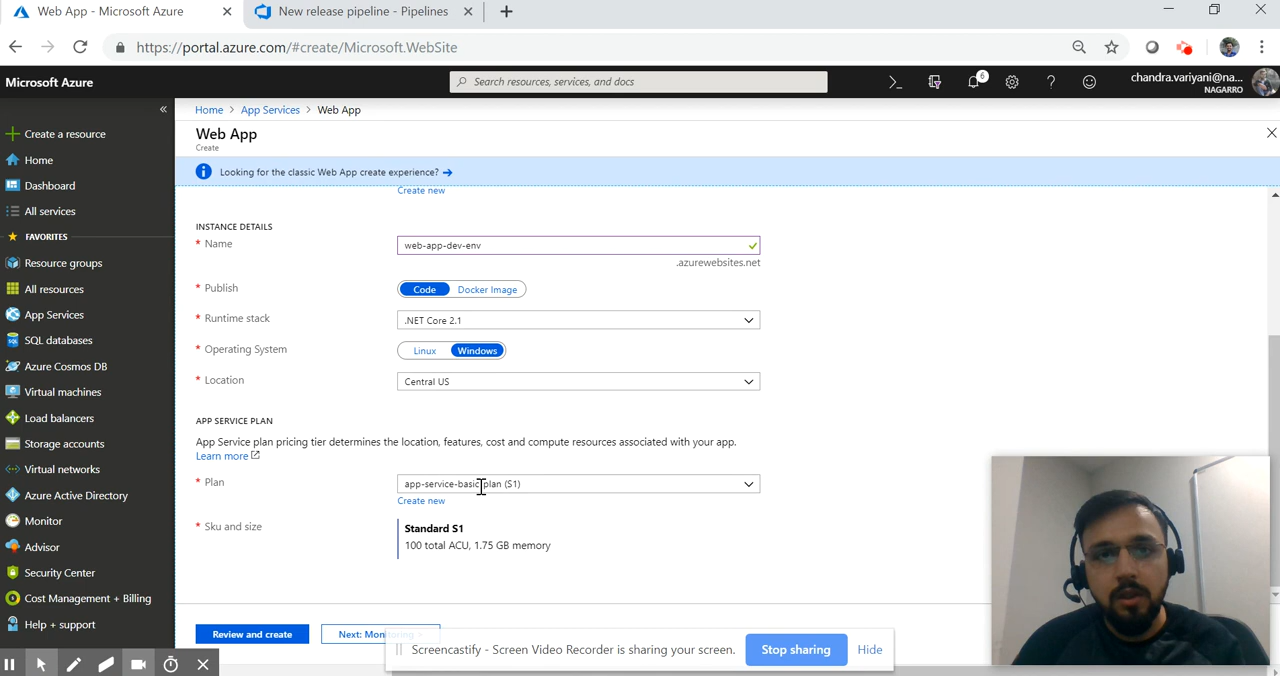 Web App - Microsoft Azure
New release pipeline - Pipelines
https://portal.azure.com/#create/Microsoft.WebSite
Microsoft Azure
Search resources, services, and docs
6
chandra.variyani@na...
NAGARRO
Create a resource
Home
Dashboard
All services
FAVORITES
Resource groups
All resources
App Services
SQL databases
Azure Cosmos DB
Virtual machines
Load balancers
Storage accounts
Virtual networks
Azure Active Directory
Monitor
Advisor
Security Center
Cost Management + Billing
Help + support
Home > App Services > Web App
Web App
Create
Looking for the classic Web App create experience? →
Create new
INSTANCE DETAILS
* Name
web-app-dev-env
.azurewebsites.net
* Publish
Code Docker Image
* Runtime stack
.NET Core 2.1
* Operating System
Linux Windows
* Location
Central US
APP SERVICE PLAN
App Service plan pricing tier determines the location, features, cost and compute resources associated with your app.
Learn more
* Plan
app-service-basic-plan (S1)
Create new
* Sku and size
Standard S1
100 total ACU, 1.75 GB memory
Review and create
Next: >
Screencastify - Screen Video Recorder is sharing your screen.
Stop sharing
Hide